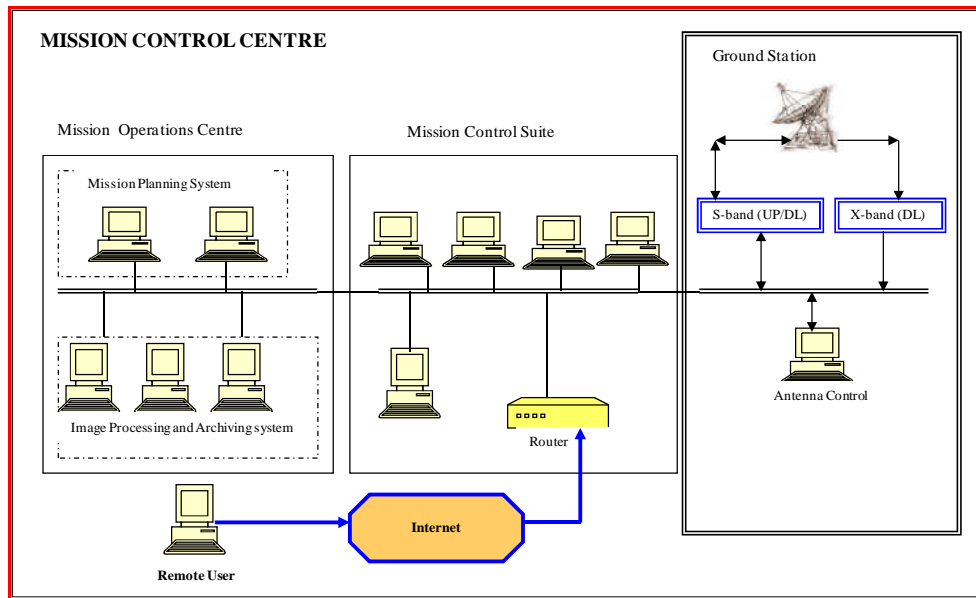 MISSION CONTROL CENTRE
Ground Station
Mission Operations Centre
Mission Control Suite
Mission Planning System
S-band (UP/DL)
X-band (DL)
Antenna Control
Image Processing and Archiving system
Router
Internet
Remote User